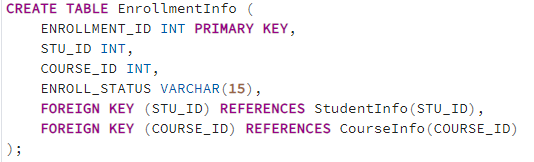 CREATE TABLE EnrollmentInfo (
    ENROLLMENT_ID INT PRIMARY KEY,
    STU_ID INT,
    COURSE_ID INT,
    ENROLL_STATUS VARCHAR(15),
    FOREIGN KEY (STU_ID) REFERENCES StudentInfo(STU_ID),
    FOREIGN KEY (COURSE_ID) REFERENCES CourseInfo(COURSE_ID)
);